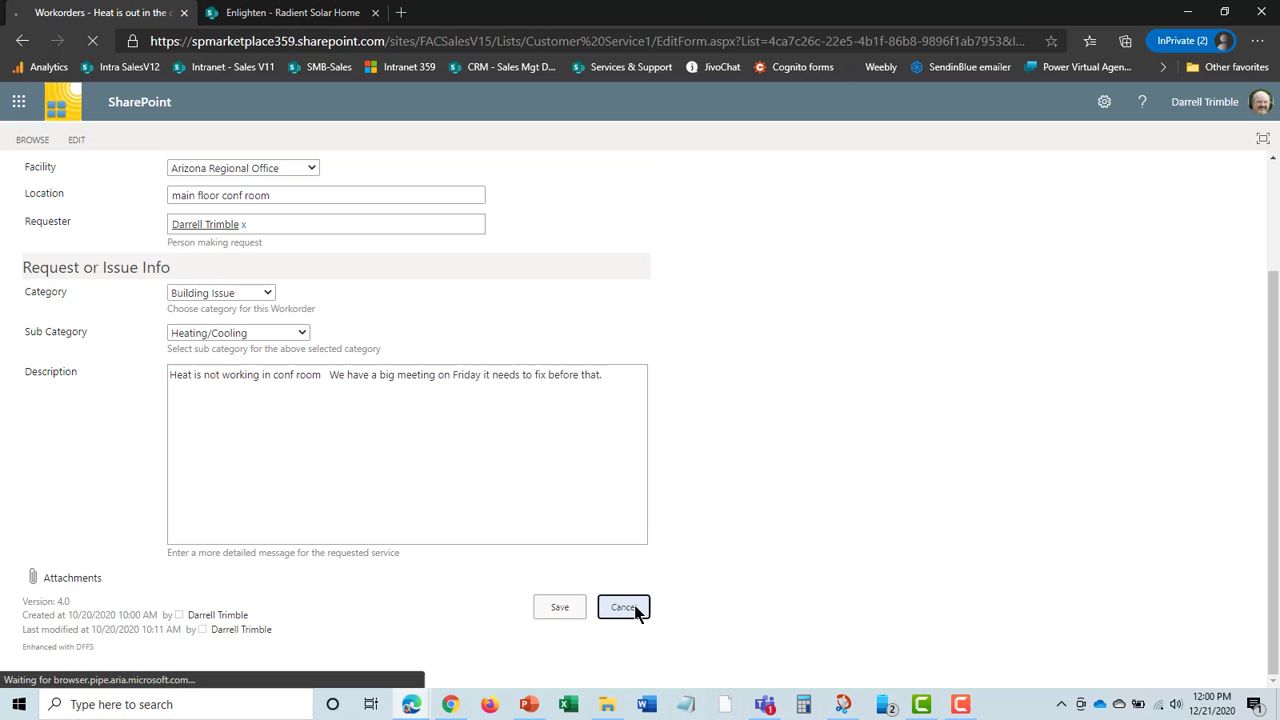 Workorders - Heat is out in the c
Enlighten - Radient Solar Home
https://spmarketplace359.sharepoint.com/sites/FACSalesV15/Lists/Customer%20Service1/EditForm.aspx?List=4ca7c26c-22e5-4b1f-86b8-9896f1ab7953&I...
InPrivate (2)
Analytics
Intra SalesV12
Intranet - Sales V11
SMB-Sales
Intranet 359
CRM - Sales Mgt D...
Services & Support
JivoChat
Cognito forms
Weebly
SendinBlue emailer
Power Virtual Agen...
Other favorites
SharePoint
Darrell Trimble
BROWSE
EDIT
Facility
Arizona Regional Office
Location
main floor conf room
Requester
Darrell Trimble x
Person making request
Request or Issue Info
Category
Building Issue
Choose category for this Workorder
Sub Category
Heating/Cooling
Select sub category for the above selected category
Description
Heat is not working in conf room   We have a big meeting on Friday it needs to fix before that.
Enter a more detailed message for the requested service
Attachments
Version: 4.0
Created at 10/20/2020 10:00 AM by Darrell Trimble
Last modified at 10/20/2020 10:11 AM by Darrell Trimble
Enhanced with DFFS
Save
Cancel
Waiting for browser.pipe.aria.microsoft.com...
Type here to search
12:00 PM
12/21/2020